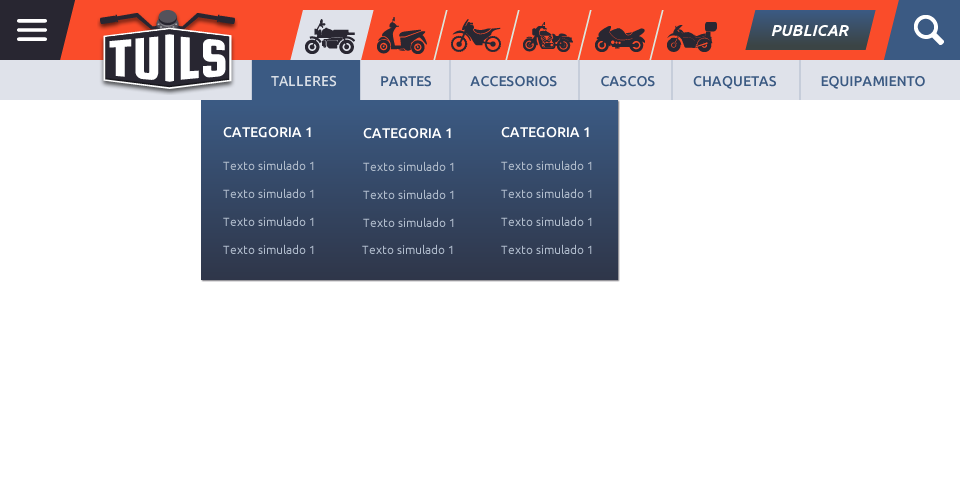 TUILS
PUBLICAR
TALLERES PARTES ACCESORIOS CASCOS CHAQUETAS EQUIPAMIENTO
CATEGORIA 1 CATEGORIA 1 CATEGORIA 1
Texto simulado 1 Texto simulado 1 Texto simulado 1
Texto simulado 1 Texto simulado 1 Texto simulado 1
Texto simulado 1 Texto simulado 1 Texto simulado 1
Texto simulado 1 Texto simulado 1 Texto simulado 1